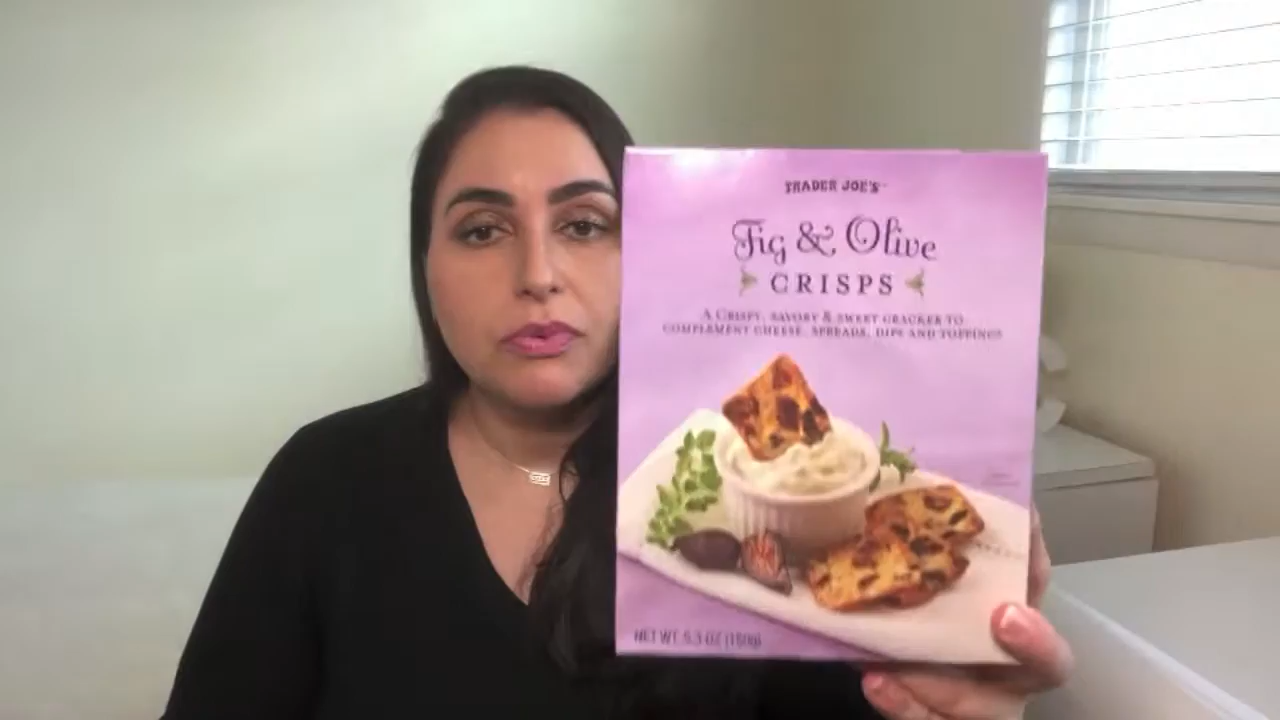 TRADER JOE'S
Fig & Olive
CRISPS
A CRISPY, SAVORY & SWEET CRACKER TO
COMPLEMENT CHEESE, SPREADS, DIPS AND TOPPINGS
NET WT. 5.3 OZ (150g)